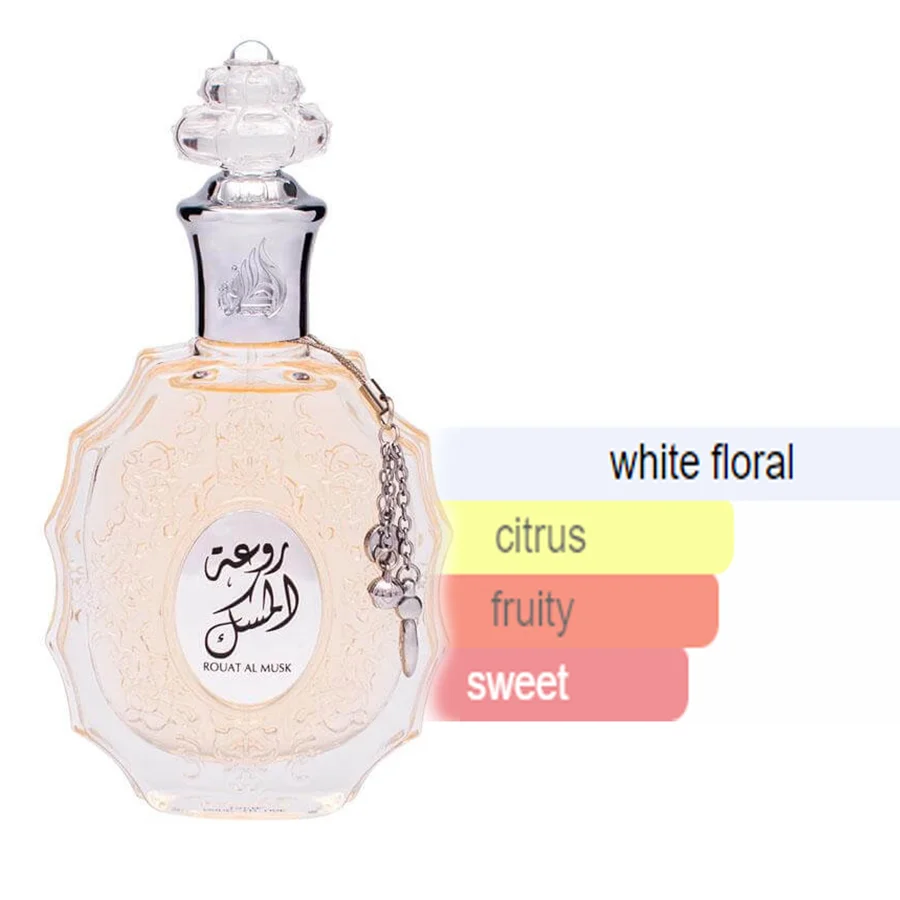 روعة
المسك
ROUAT AL MUSK
white floral
citrus
fruity
sweet